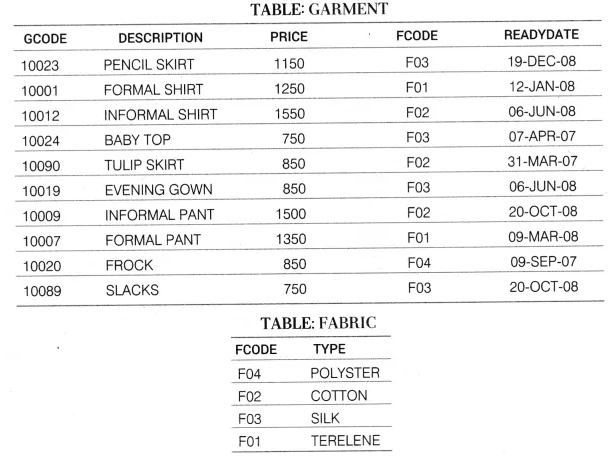 TABLE: GARMENT
GCODE DESCRIPTION PRICE FCODE READYDATE
10023 PENCIL SKIRT 1150 F03 19-DEC-08
10001 FORMAL SHIRT 1250 F01 12-JAN-08
10012 INFORMAL SHIRT 1550 F02 06-JUN-08
10024 BABY TOP 750 F03 07-APR-07
10090 TULIP SKIRT 850 F02 31-MAR-07
10019 EVENING GOWN 850 F03 06-JUN-08
10009 INFORMAL PANT 1500 F02 20-OCT-08
10007 FORMAL PANT 1350 F01 09-MAR-08
10020 FROCK 850 F04 09-SEP-07
10089 SLACKS 750 F03 20-OCT-08
TABLE: FABRIC
FCODE TYPE
F04 POLYSTER
F02 COTTON
F03 SILK
F01 TERELENE